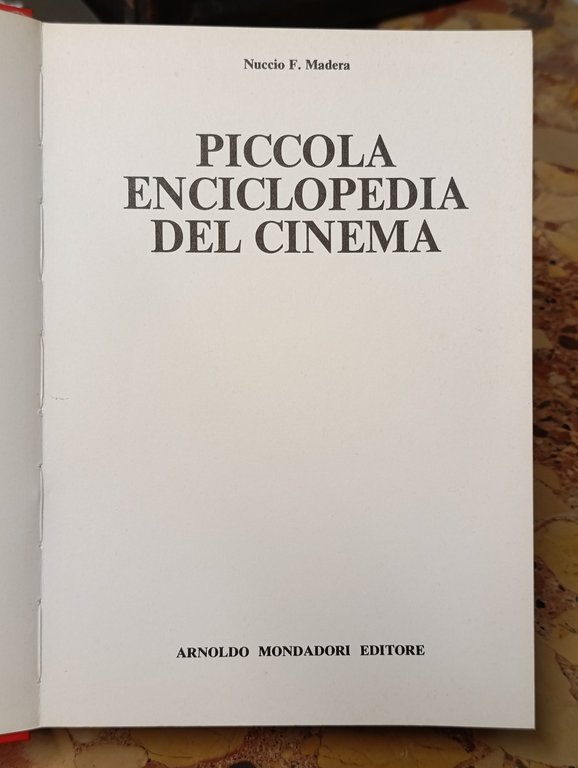 Nuccio F. Madera
PICCOLA
ENCICLOPEDIA
DEL CINEMA
ARNOLDO MONDADORI EDITORE